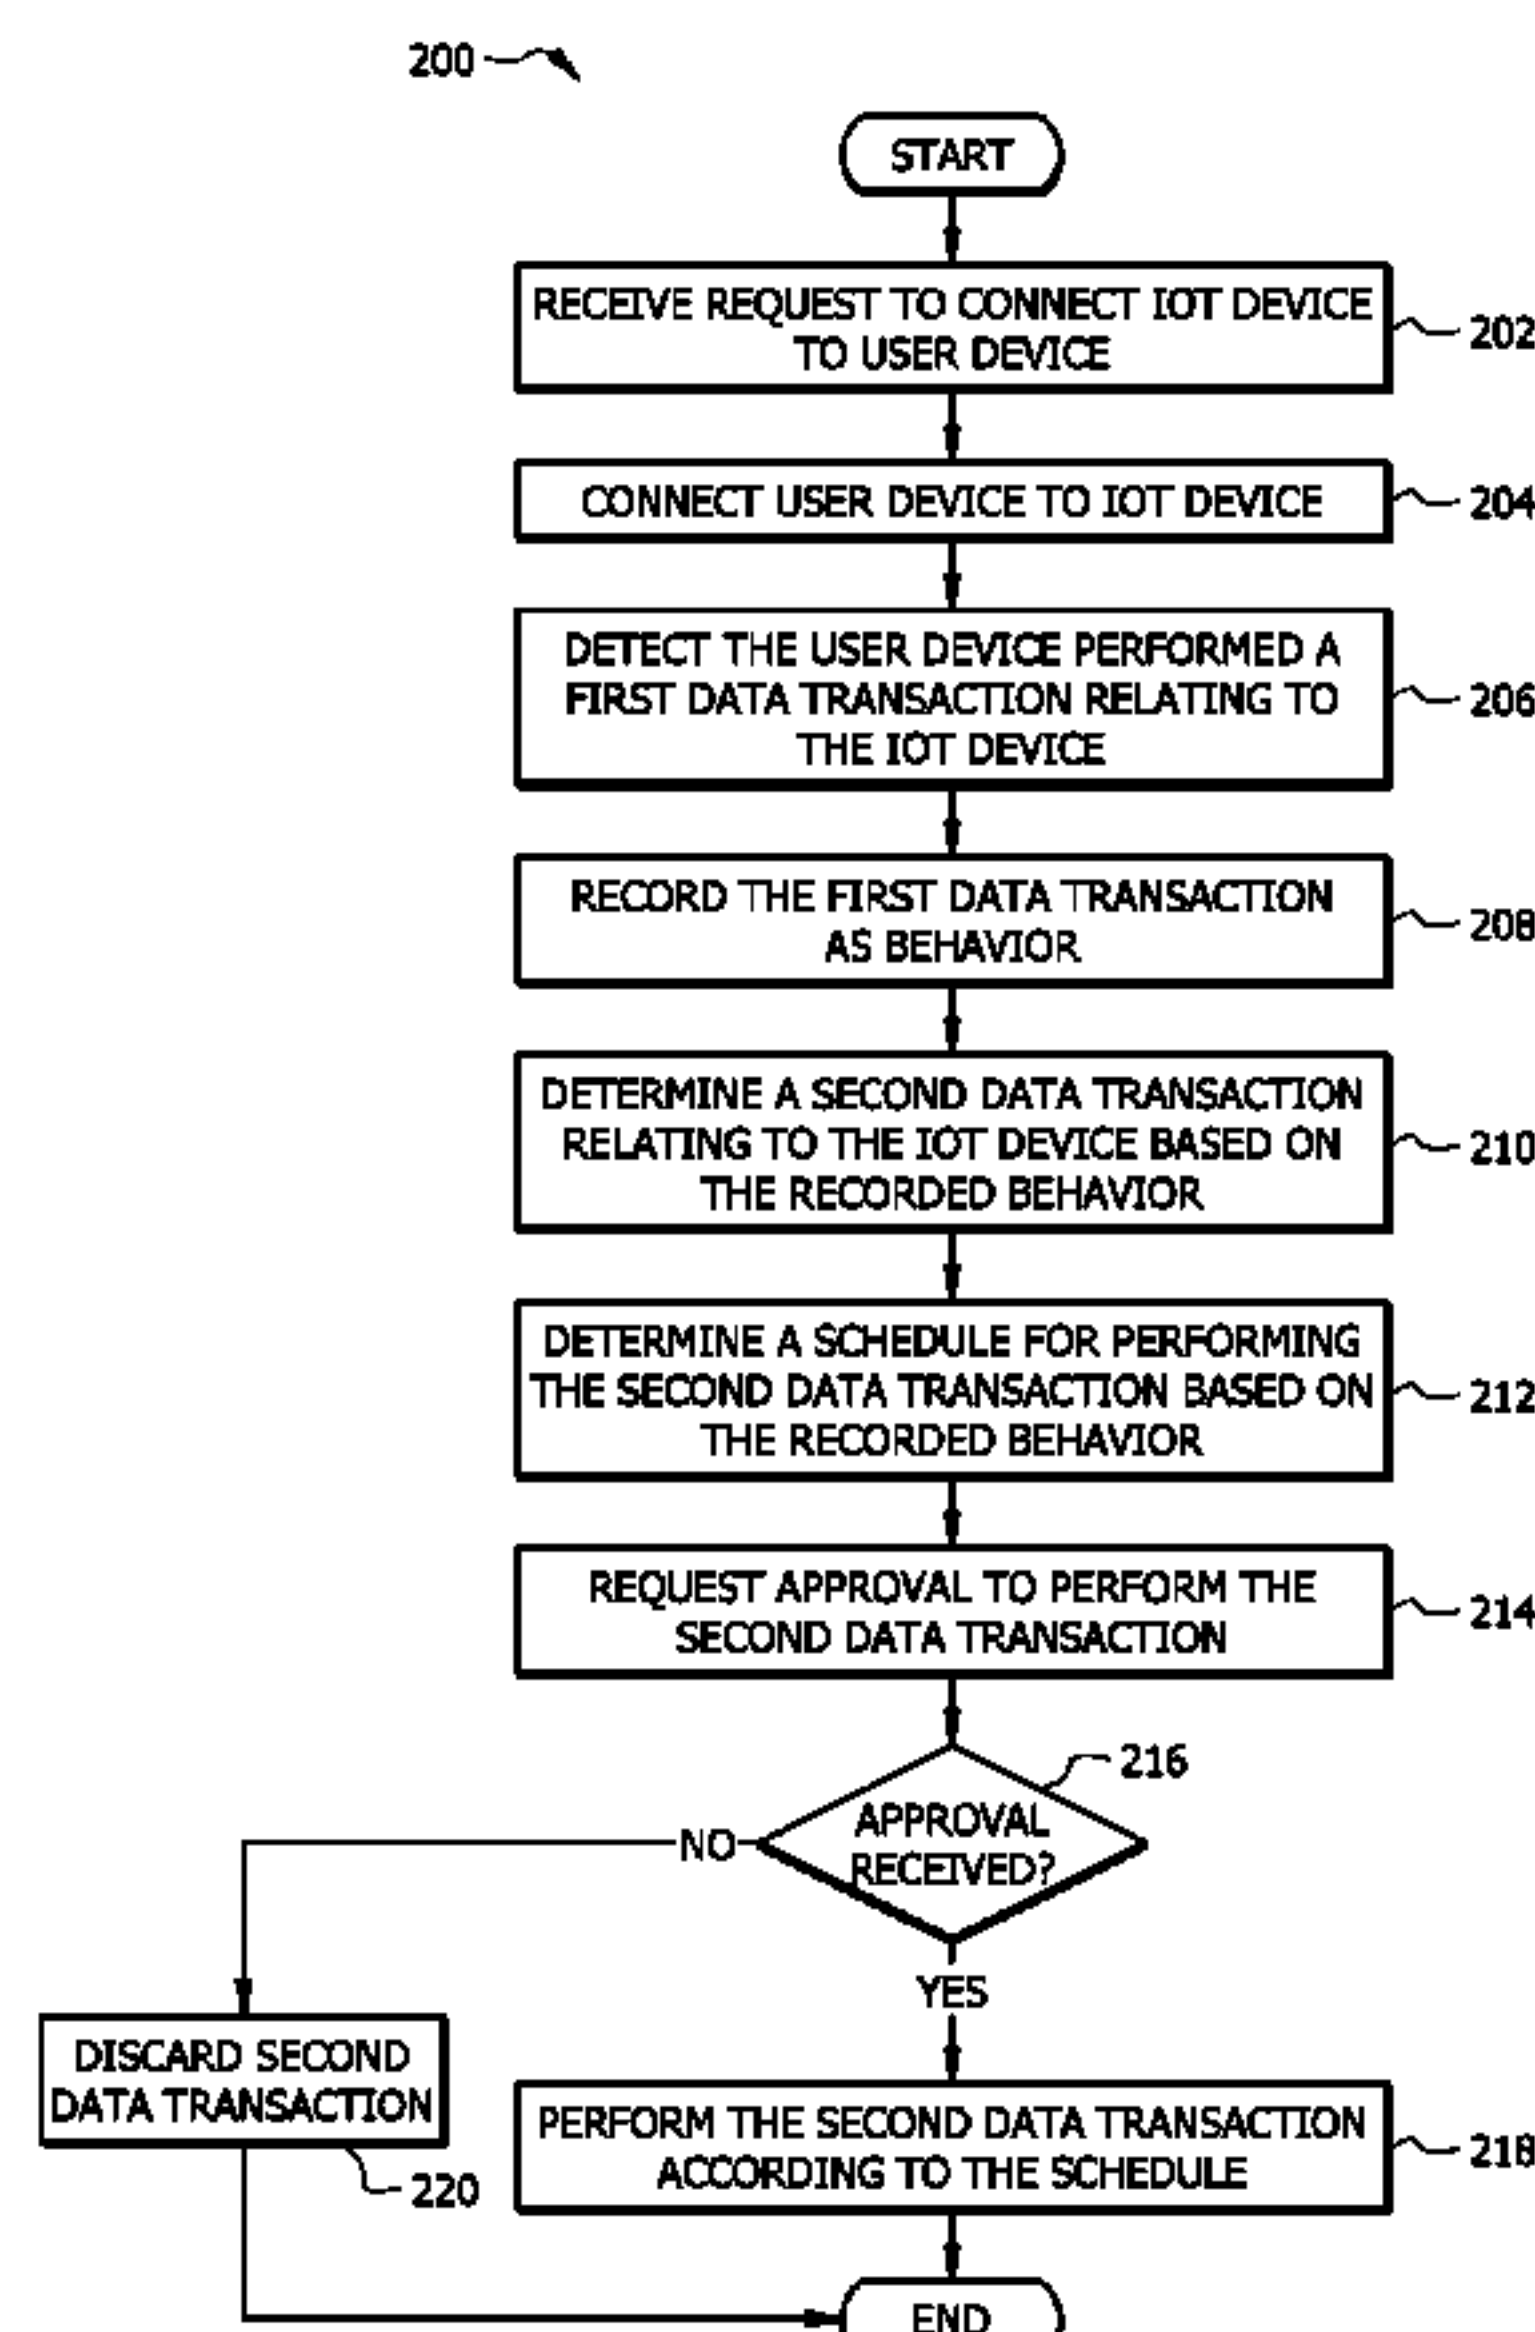 200
START
RECEIVE REQUEST TO CONNECT IOT DEVICE
TO USER DEVICE
202
CONNECT USER DEVICE TO IOT DEVICE
204
DETECT THE USER DEVICE PERFORMED A
FIRST DATA TRANSACTION RELATING TO
THE IOT DEVICE
206
RECORD THE FIRST DATA TRANSACTION
AS BEHAVIOR
208
DETERMINE A SECOND DATA TRANSACTION
RELATING TO THE IOT DEVICE BASED ON
THE RECORDED BEHAVIOR
210
DETERMINE A SCHEDULE FOR PERFORMING
THE SECOND DATA TRANSACTION BASED ON
THE RECORDED BEHAVIOR
212
REQUEST APPROVAL TO PERFORM THE
SECOND DATA TRANSACTION
214
216
APPROVAL
RECEIVED?
NO
YES
DISCARD SECOND
DATA TRANSACTION
220
PERFORM THE SECOND DATA TRANSACTION
ACCORDING TO THE SCHEDULE
218
END